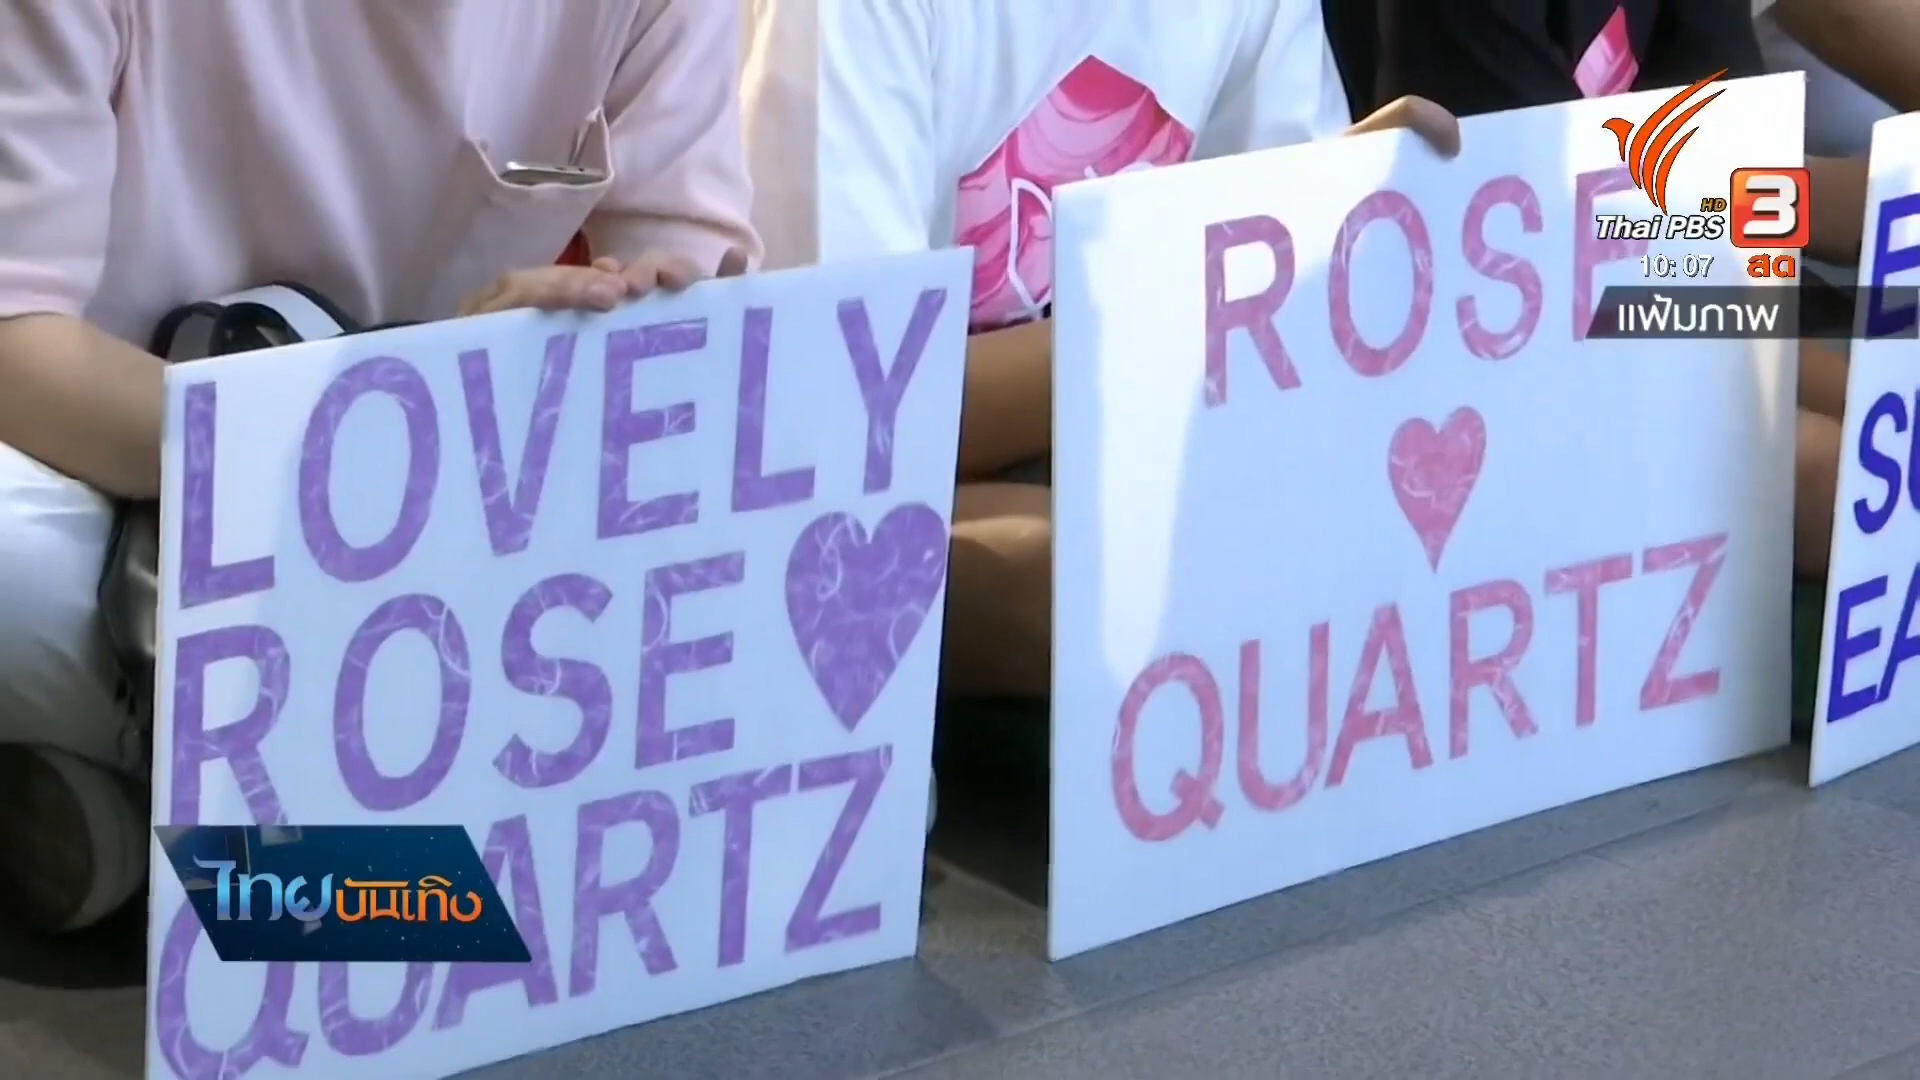 LOVELY
ROSE
QUARTZ
ROSE
QUARTZ
Thai PBS HD 3
10:07 สด
แฟ้มภาพ
ไทยบันเทิง